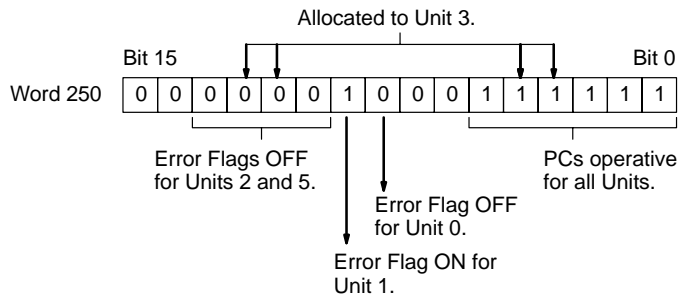 Allocated to Unit 3.
Bit 15 Bit 0
Word 250 0 0 0 0 0 0 1 0 0 0 1 1 1 1 1 1
Error Flags OFF
for Units 2 and 5.
PCs operative
for all Units.
Error Flag OFF
for Unit 0.
Error Flag ON for
Unit 1.